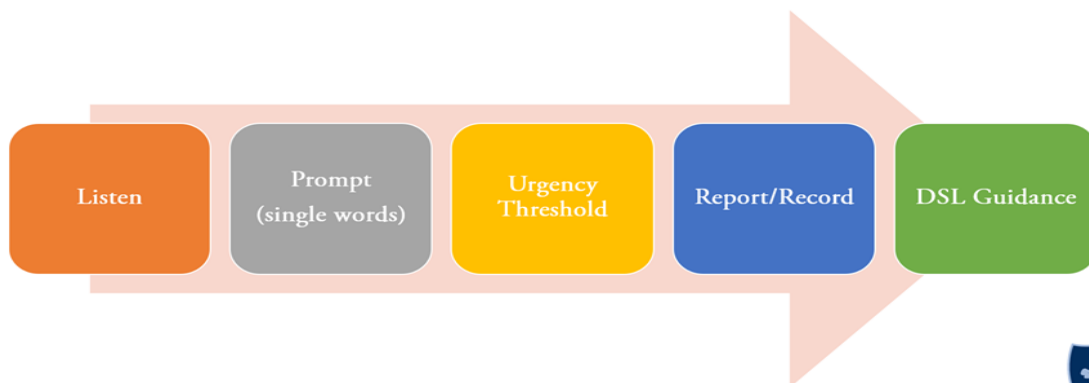 Listen
Prompt
(single words)
Urgency
Threshold
Report/Record
DSL Guidance